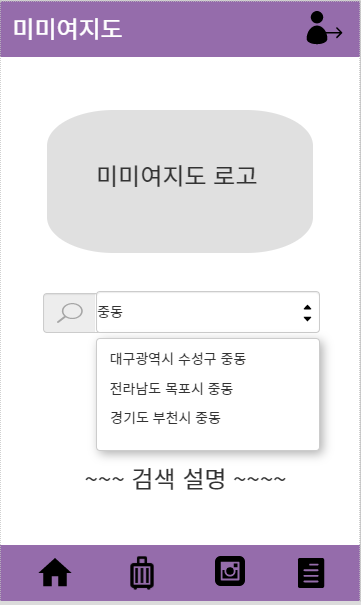 미미여지도
미미여지도 로고
중동
대구광역시 수성구 중동
전라남도 목포시 중동
경기도 부천시 중동
~~~ 검색 설명 ~~~~